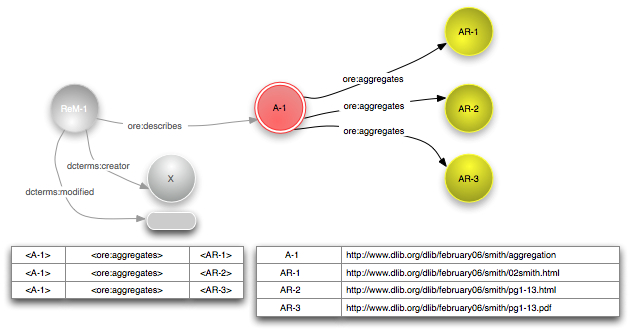 AR-1
ore:aggregates
ReM-1
A-1
ore:describes
ore:aggregates
AR-2
ore:aggregates
dcterms:creator
X
AR-3
dcterms:modified
<A-1> <ore:aggregates> <AR-1>
<A-1> <ore:aggregates> <AR-2>
<A-1> <ore:aggregates> <AR-3>
A-1 http://www.dlib.org/dlib/february06/smith/aggregation
AR-1 http://www.dlib.org/dlib/february06/smith/02smith.html
AR-2 http://www.dlib.org/dlib/february06/smith/pg1-13.html
AR-3 http://www.dlib.org/dlib/february06/smith/pg1-13.pdf